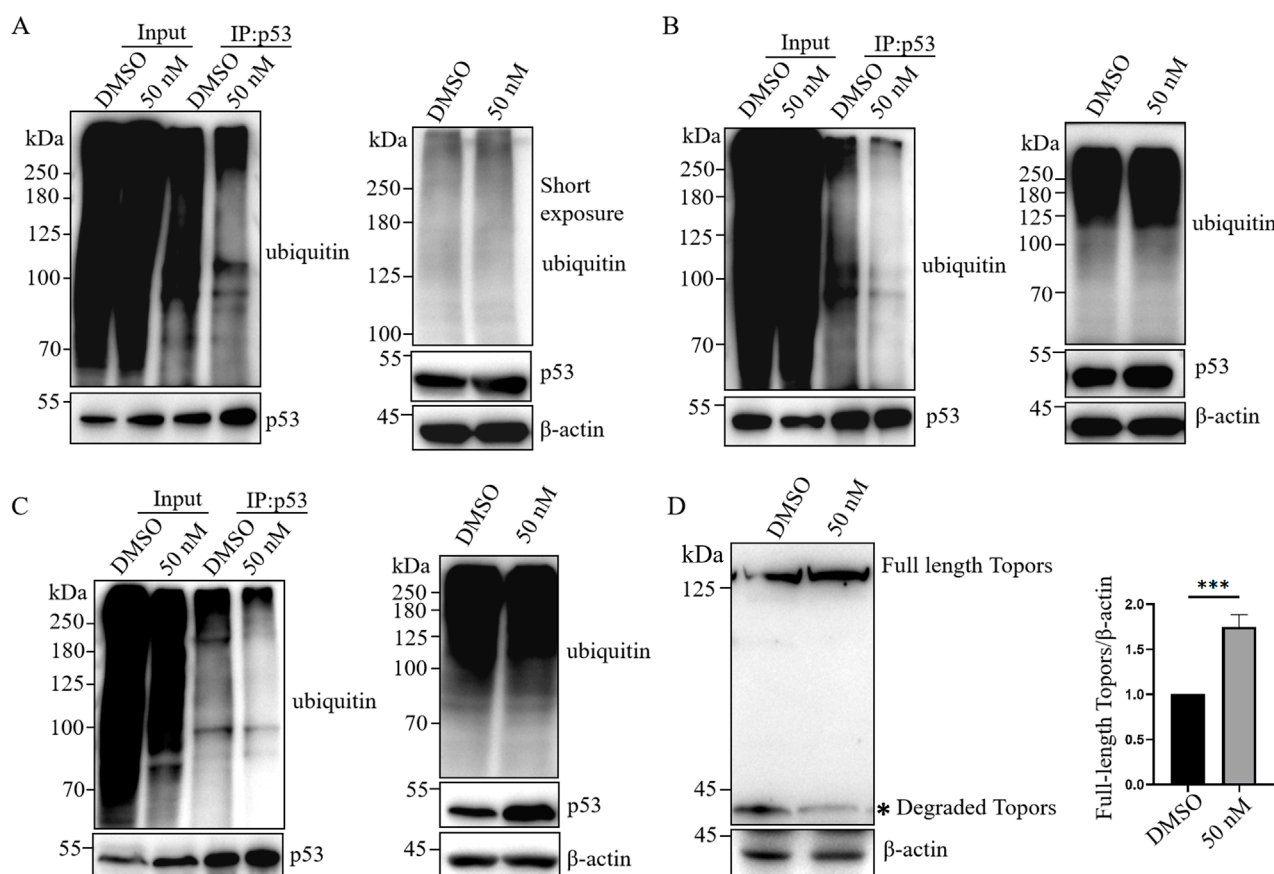 A
Input
IP:p53
DMSO
50 nM
DMSO
50 nM
kDa
250
180
125
100
70
55
ubiquitin
p53
DMSO
50 nM
kDa
250
180
125
100
55
45
Short
exposure
ubiquitin
p53
β-actin
B
Input
IP:p53
DMSO
50 nM
DMSO
50 nM
kDa
250
180
125
100
70
55
ubiquitin
p53
DMSO
50 nM
kDa
250
180
125
100
70
55
45
ubiquitin
p53
β-actin
C
Input
IP:p53
DMSO
50 nM
DMSO
50 nM
kDa
250
180
125
100
70
55
ubiquitin
p53
DMSO
50 nM
kDa
250
180
125
100
70
55
45
ubiquitin
p53
β-actin
D
DMSO
50 nM
kDa
125
45
45
Full length Topors
* Degraded Topors
β-actin
Full-length Topors/β-actin
2.0
1.5
1.0
0.5
0.0
***
DMSO
50 nM